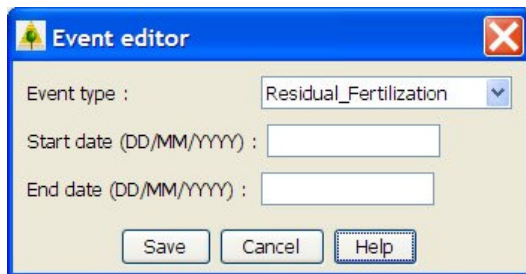 Event editor
Event type : Residual_Fertilization
Start date (DD/MM/YYYY) :
End date (DD/MM/YYYY) :
Save Cancel Help